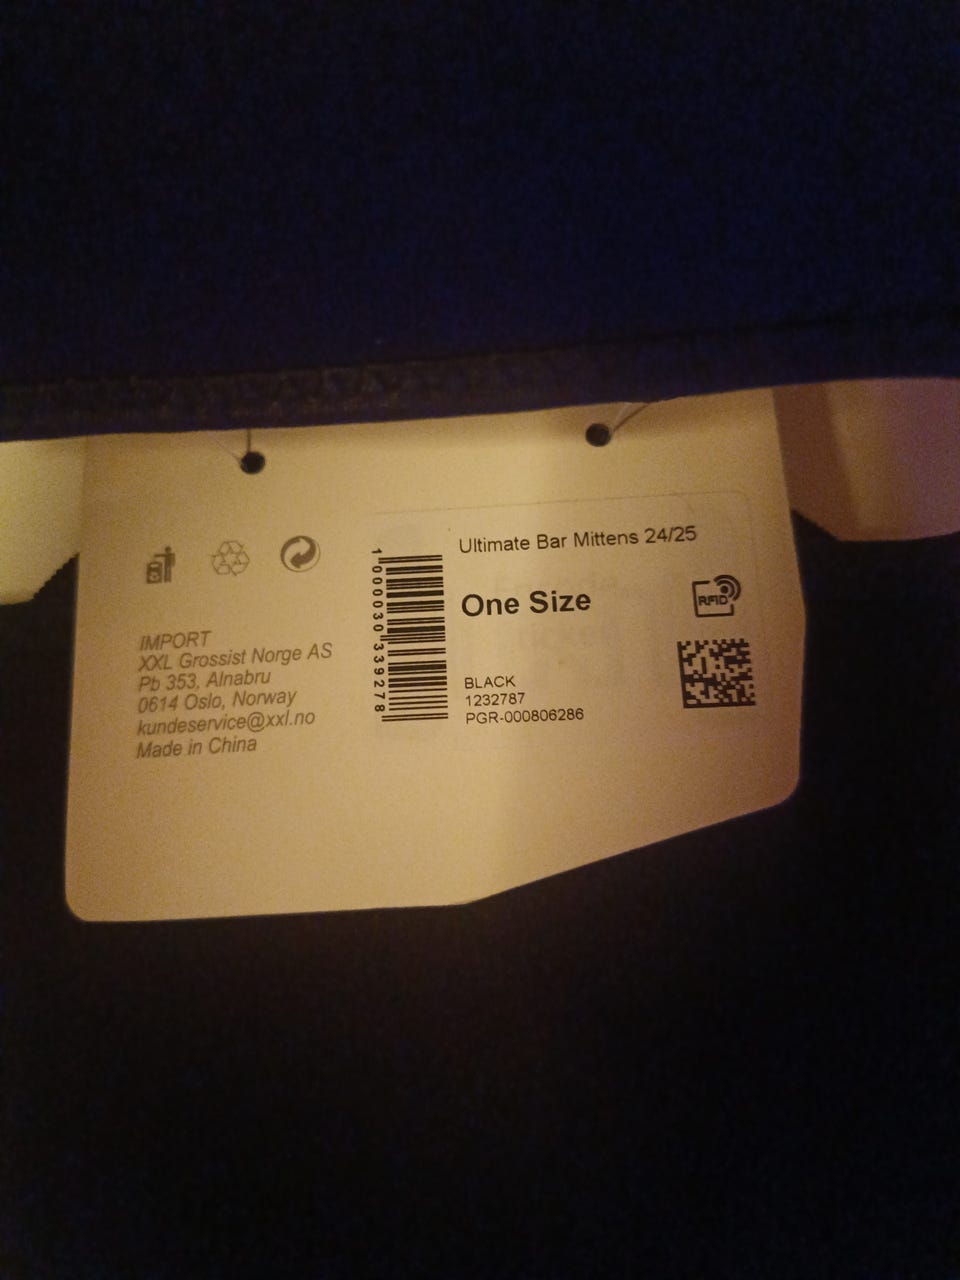 IMPORT
XXL Grossist Norge AS
Pb 353, Alnabru
0614 Oslo, Norway
kundeservice@xxl.no
Made in China
1000030339278
Ultimate Bar Mittens 24/25
One Size
RFID
BLACK
1232787
PGR-000806286